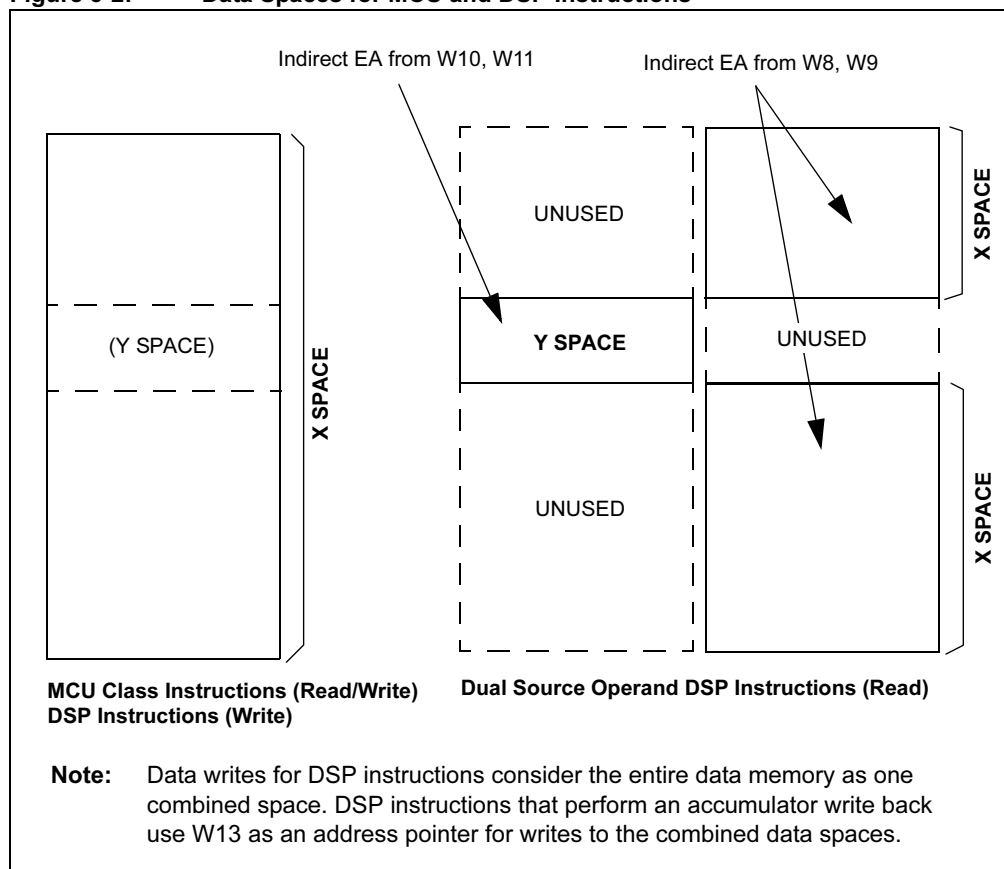 Indirect EA from W10, W11
Indirect EA from W8, W9
UNUSED
X SPACE
(Y SPACE)
Y SPACE
UNUSED
X SPACE
UNUSED
X SPACE
MCU Class Instructions (Read/Write)
DSP Instructions (Write)
Dual Source Operand DSP Instructions (Read)
Note: Data writes for DSP instructions consider the entire data memory as one
combined space. DSP instructions that perform an accumulator write back
use W13 as an address pointer for writes to the combined data spaces.